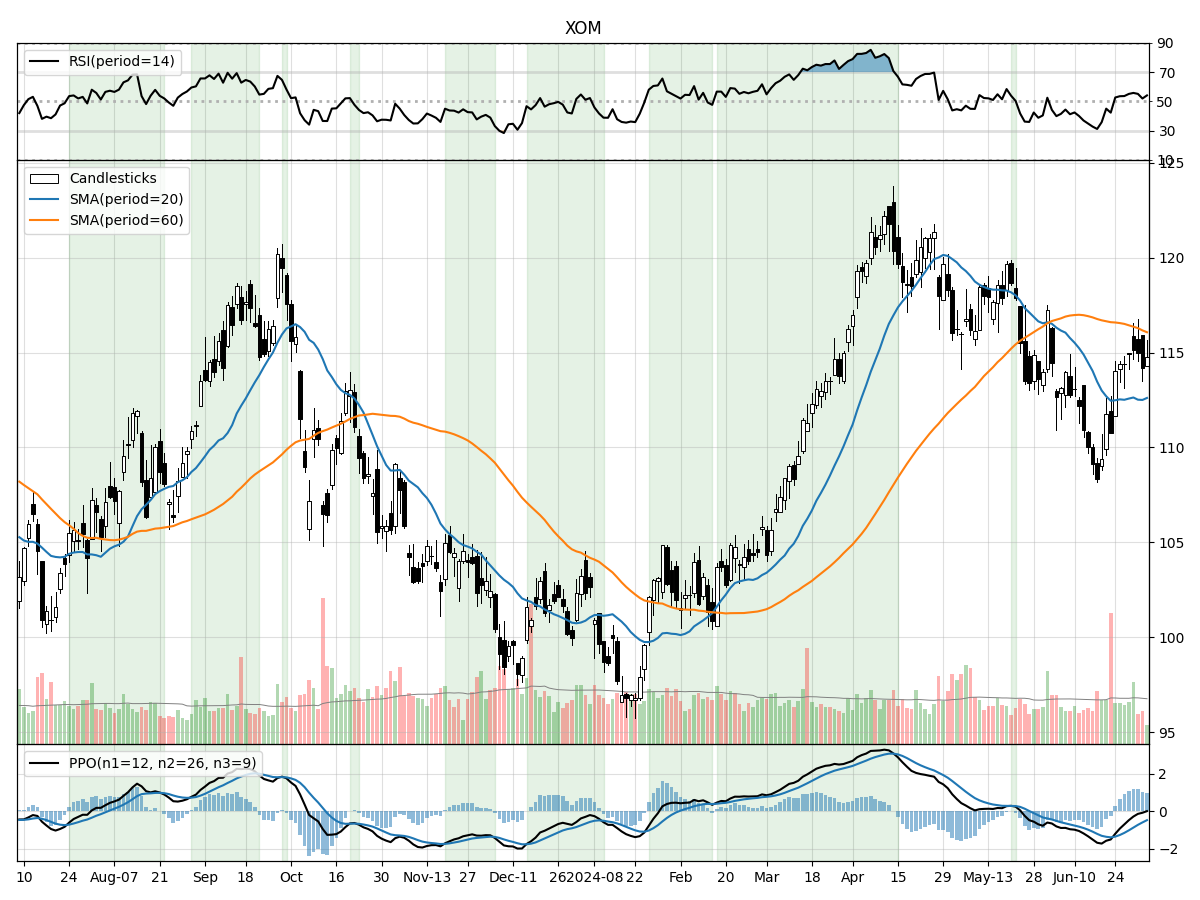 XOM
RSI(period=14)
90
70
50
30
10
Candlesticks
SMA(period=20)
SMA(period=60)
125
120
115
110
105
100
95
PPO(n1=12, n2=26, n3=9)
2
0
−2
10 24 Aug-07 21 Sep 18 Oct 16 30 Nov-13 27 Dec-11 26 2024-08 22 Feb 20 Mar 18 Apr 15 29 May-13 28 Jun-10 24